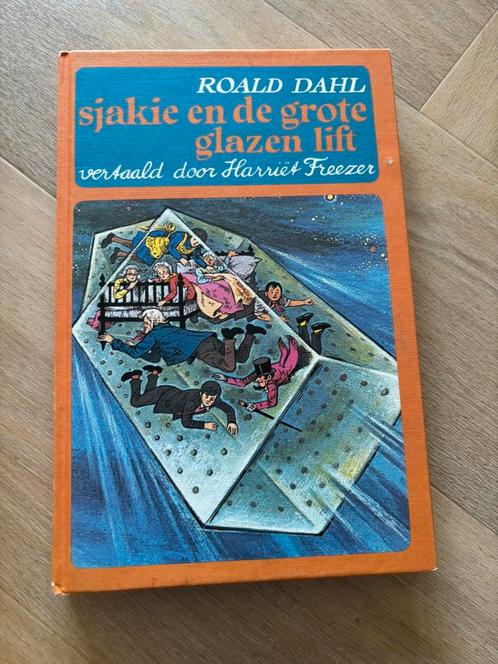 ROALD DAHL
sjakie en de grote
glazen lift
vertaald door Harriët Freezer